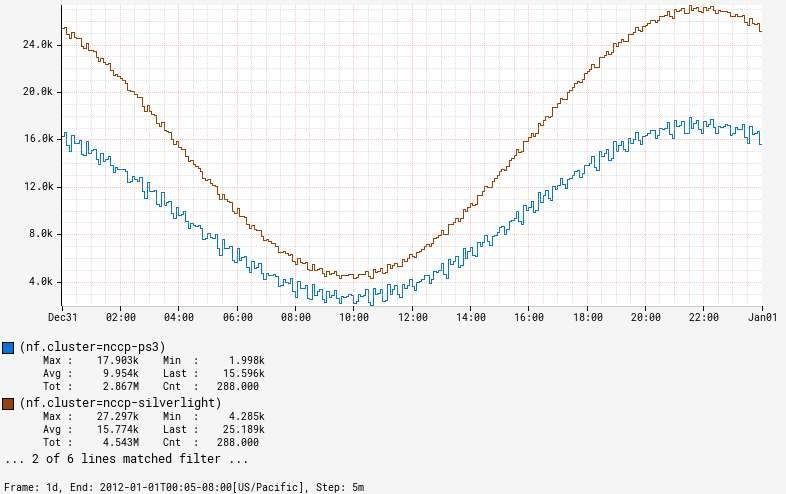 24.0k
20.0k
16.0k
12.0k
8.0k
4.0k
Dec31 02:00 04:00 06:00 08:00 10:00 12:00 14:00 16:00 18:00 20:00 22:00 Jan01
(nf.cluster=nccp-ps3)
Max : 17.903k Min : 1.998k
Avg : 9.954k Last : 15.596k
Tot : 2.867M Cnt : 288.000
(nf.cluster=nccp-silverlight)
Max : 27.297k Min : 4.285k
Avg : 15.774k Last : 25.189k
Tot : 4.543M Cnt : 288.000
... 2 of 6 lines matched filter ...
Frame: 1d, End: 2012-01-01T00:05-08:00[US/Pacific], Step: 5m